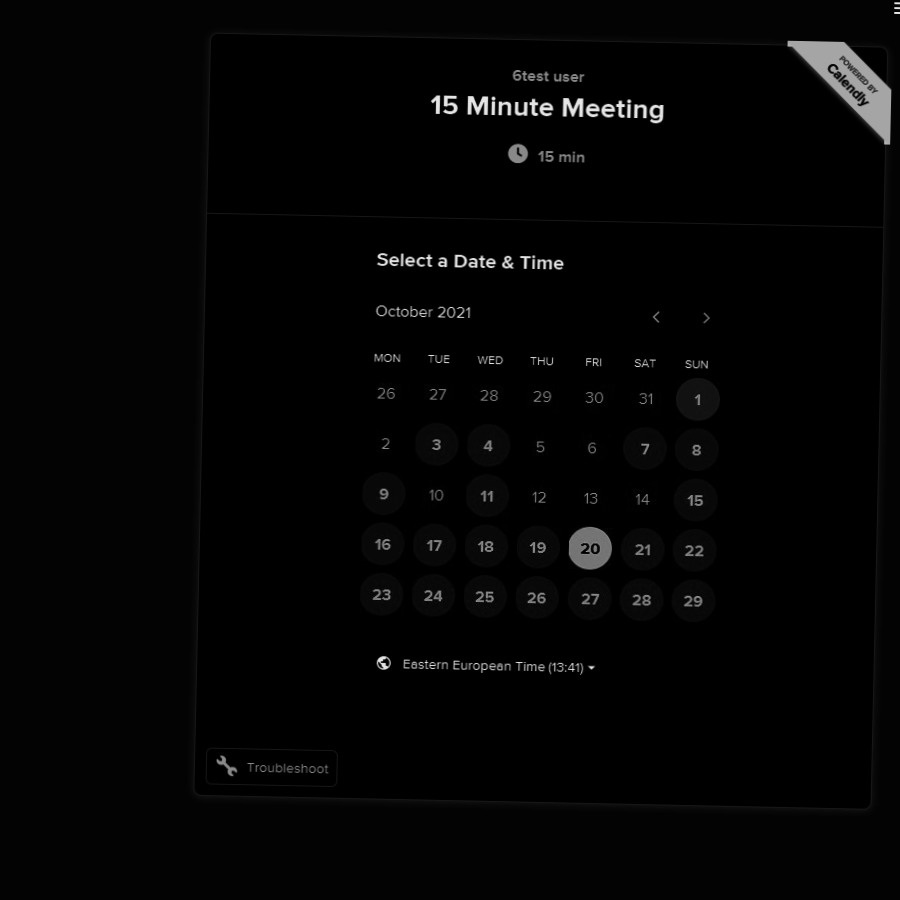 POWERED BY
Calendly
6test user
15 Minute Meeting
15 min
Select a Date & Time
October 2021
MON TUE WED THU FRI SAT SUN
26 27 28 29 30 31 1
2 3 4 5 6 7 8
9 10 11 12 13 14 15
16 17 18 19 20 21 22
23 24 25 26 27 28 29
Eastern European Time (13:41)
Troubleshoot